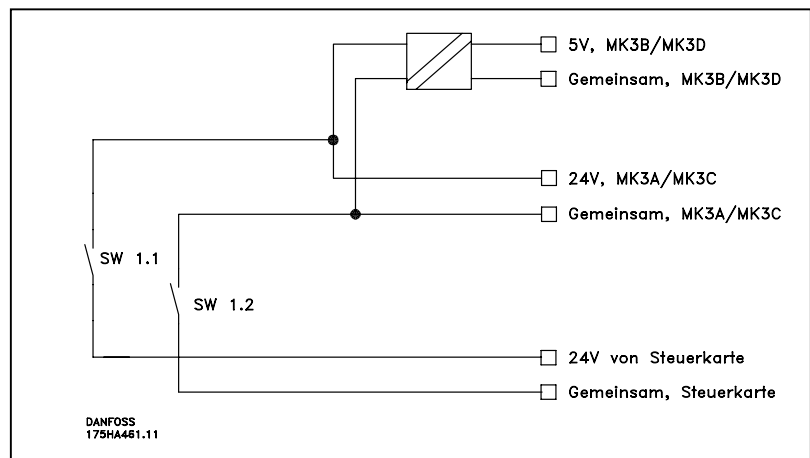 5V, MK3B/MK3D
Gemeinsam, MK3B/MK3D
24V, MK3A/MK3C
Gemeinsam, MK3A/MK3C
SW 1.1
SW 1.2
24V von Steuerkarte
Gemeinsam, Steuerkarte
DANFOSS
175HA461.11